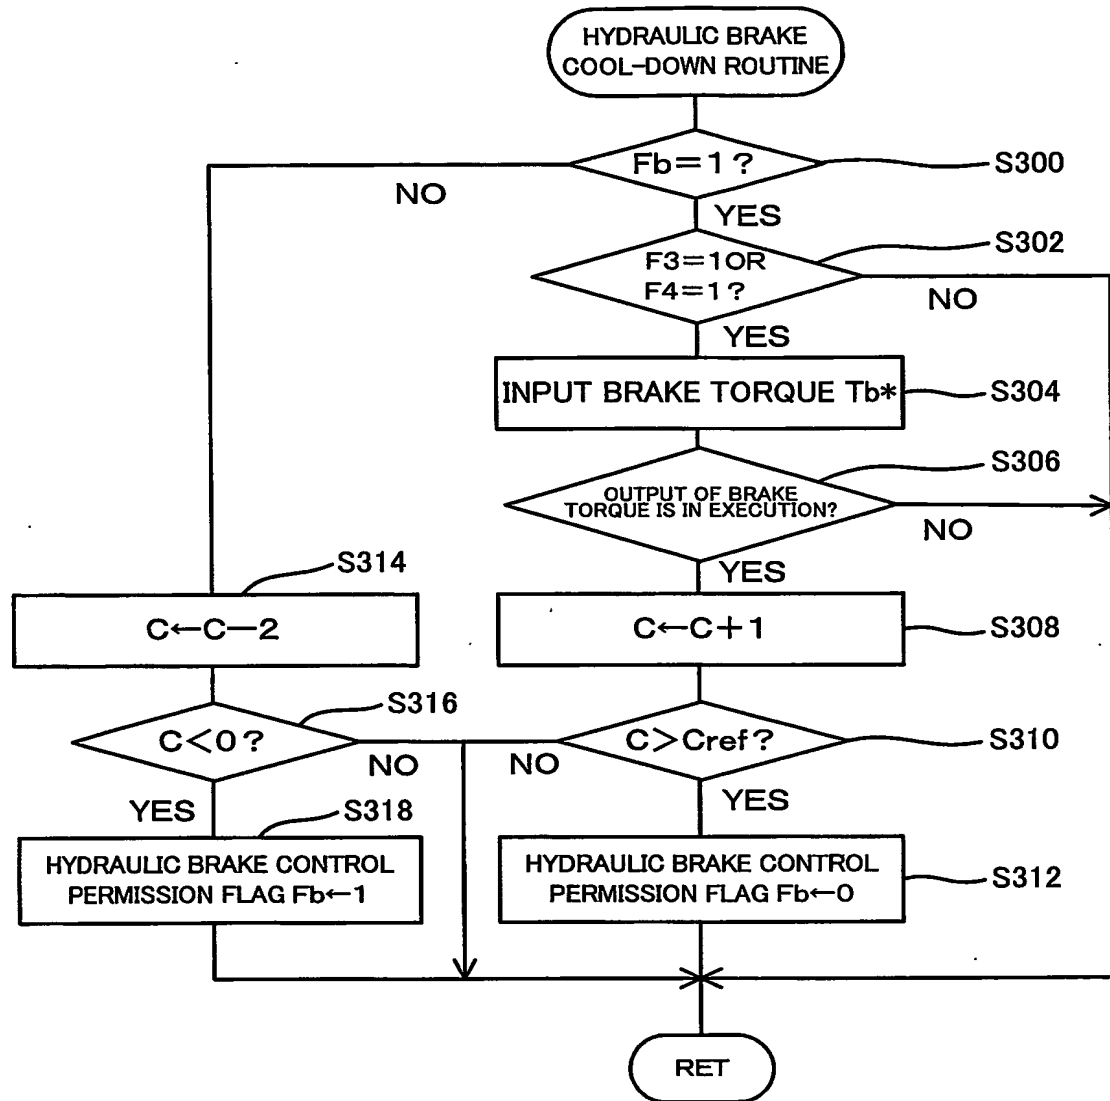 HYDRAULIC BRAKE
COOL-DOWN ROUTINE
Fb=1?
S300
NO
YES
S302
F3=1OR
F4=1?
NO
YES
INPUT BRAKE TORQUE Tb*
S304
S306
OUTPUT OF BRAKE
TORQUE IS IN EXECUTION?
NO
YES
S314
C←C-2
C←C+1
S308
S316
C<0?
NO
NO
C>Cref?
S310
YES
YES
S318
HYDRAULIC BRAKE CONTROL
PERMISSION FLAG Fb←1
HYDRAULIC BRAKE CONTROL
PERMISSION FLAG Fb←0
S312
RET